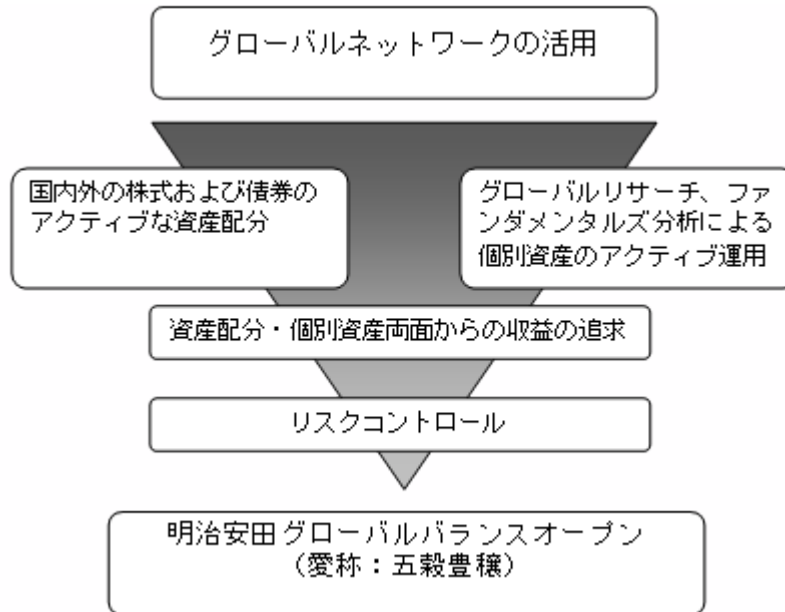 グローバルネットワークの活用
国内外の株式および債券の
アクティブな資産配分
グローバルリサーチ、ファ
ンダメンタルズ分析による
個別資産のアクティブ運用
資産配分・個別資産両面からの収益の追求
リスクコントロール
明治安田グローバルバランスオープン
（愛称：五穀豊穣）